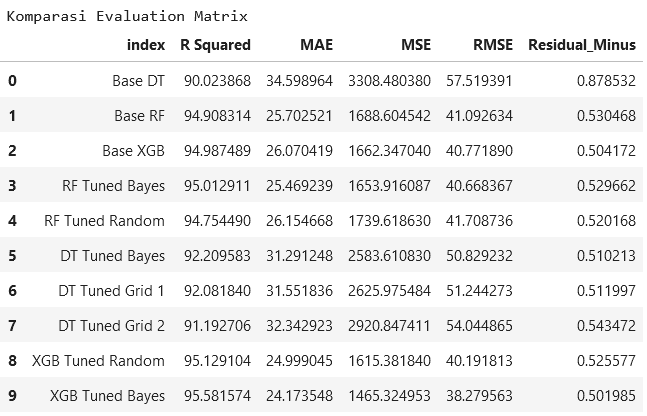 Komparasi Evaluation Matrix
index R Squared MAE MSE RMSE Residual_Minus
0 Base DT 90.023868 34.598964 3308.480380 57.519391 0.878532
1 Base RF 94.908314 25.702521 1688.604542 41.092634 0.530468
2 Base XGB 94.987489 26.070419 1662.347040 40.771890 0.504172
3 RF Tuned Bayes 95.012911 25.469239 1653.916087 40.668367 0.529662
4 RF Tuned Random 94.754490 26.154668 1739.618630 41.708736 0.520168
5 DT Tuned Bayes 92.209583 31.291248 2583.610830 50.829232 0.510213
6 DT Tuned Grid 1 92.081840 31.551836 2625.975484 51.244273 0.511997
7 DT Tuned Grid 2 91.192706 32.342923 2920.847411 54.044865 0.543472
8 XGB Tuned Random 95.129104 24.999045 1615.381840 40.191813 0.525577
9 XGB Tuned Bayes 95.581574 24.173548 1465.324953 38.279563 0.501985